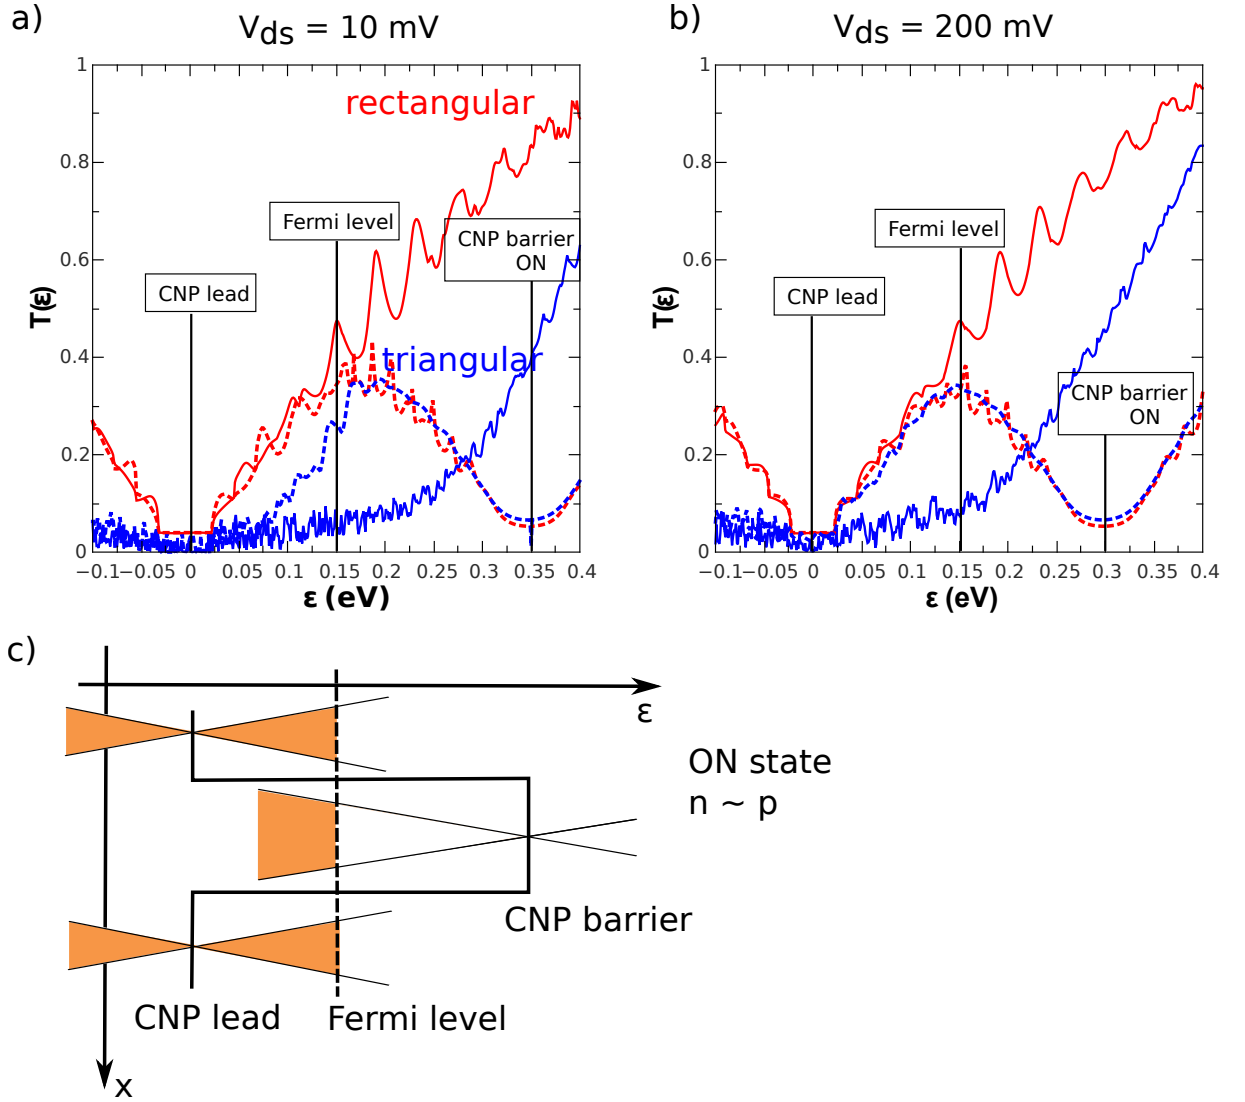 a)
V_ds = 10 mV
b)
V_ds = 200 mV
1
0.8
0.6
0.4
0.2
0
T(ε)
rectangular
Fermi level
CNP barrier
ON
CNP lead
triangular
−0.1
−0.05
0
0.05
0.1
0.15
0.2
0.25
0.3
0.35
0.4
ε (eV)
1
0.8
0.6
0.4
0.2
0
T(ε)
Fermi level
CNP lead
CNP barrier
ON
−0.1
−0.05
0
0.05
0.1
0.15
0.2
0.25
0.3
0.35
0.4
ε (eV)
c)
ε
ON state
n ~ p
CNP barrier
CNP lead
Fermi level
x